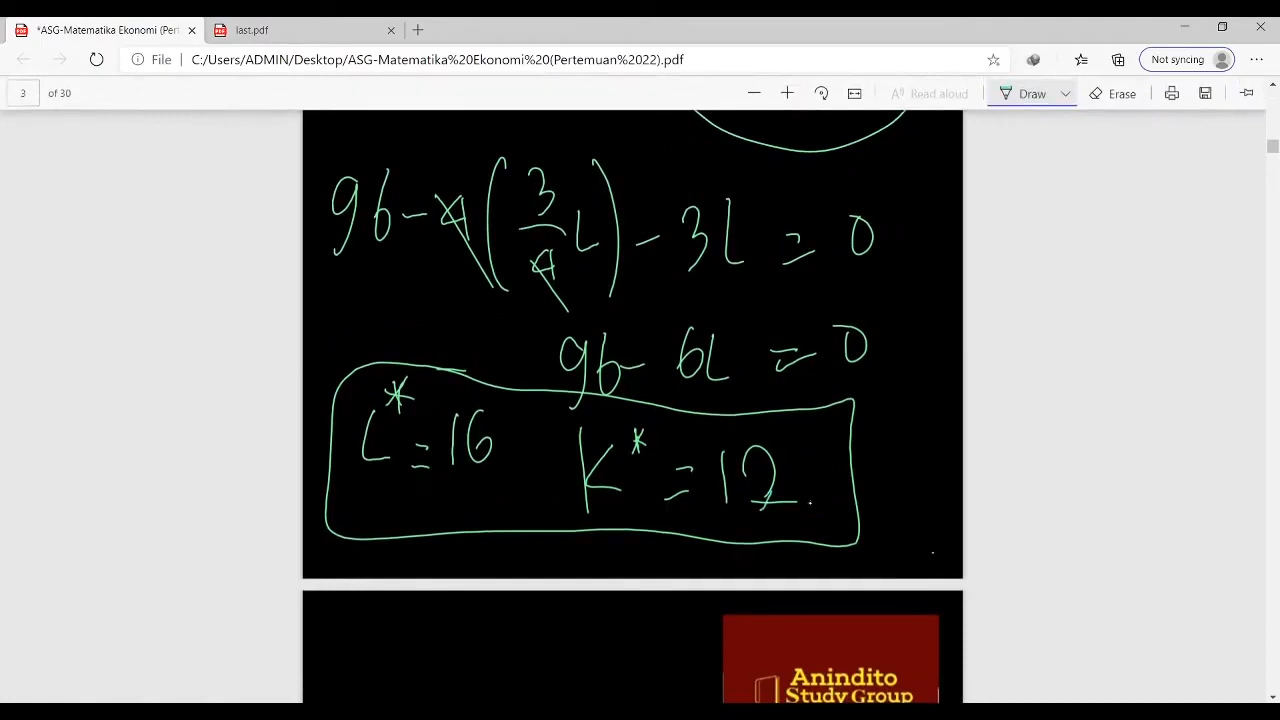 *ASG-Matematika Ekonomi (Pert
last.pdf
File C:/Users/ADMIN/Desktop/ASG-Matematika%20Ekonomi%20(Pertemuan%2022).pdf
Not syncing
3 of 30
Read aloud
Draw
Erase
96 - 4 ( 3/4 L ) - 3L = 0
96 - 6L = 0
L* = 16 K* = 12
Anindito
Study Group